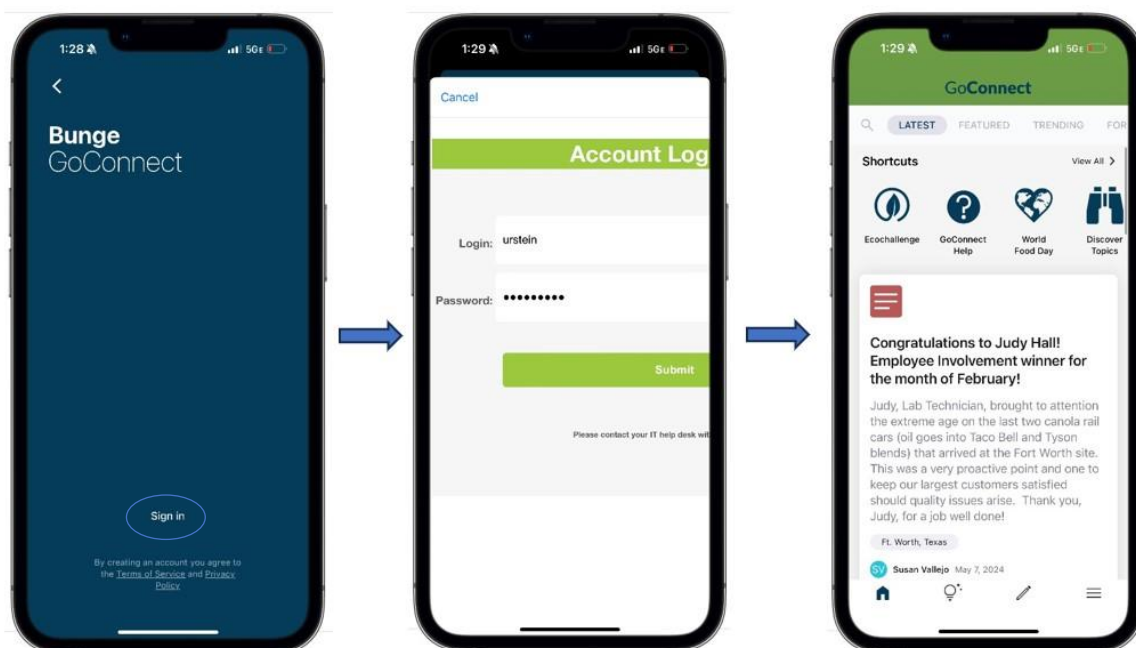 1:28
5GE
Bunge
GoConnect
Sign in
By creating an account you agree to
the Terms of Service and Privacy
Policy
1:29
5GE
Cancel
Account Log
Login:
urstein
Password:
•••••••••
Submit
Please contact your IT help desk wit
1:29
5GE
GoConnect
LATEST FEATURED TRENDING FOR
Shortcuts
View All >
Ecochallenge
GoConnect
Help
World
Food Day
Discover
Topics
Congratulations to Judy Hall!
Employee Involvement winner for
the month of February!
Judy, Lab Technician, brought to attention
the extreme age on the last two canola rail
cars (oil goes into Taco Bell and Tyson
blends) that arrived at the Fort Worth site.
This was a very proactive point and one to
keep our largest customers satisfied
should quality issues arise. Thank you,
Judy, for a job well done!
Ft. Worth, Texas
SV Susan Vallejo May 7, 2024